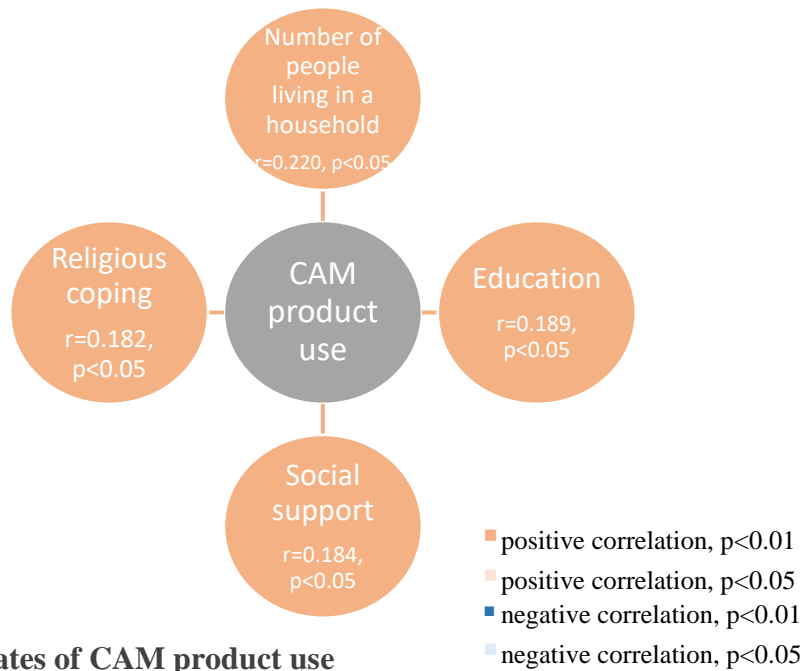 Number of
people
living in a
household
r=0.220, p<0.05
Religious
coping
r=0.182,
p<0.05
CAM
product
use
Education
r=0.189,
p<0.05
Social
support
r=0.184,
p<0.05
positive correlation, p<0.01
positive correlation, p<0.05
negative correlation, p<0.01
negative correlation, p<0.05
of CAM product use